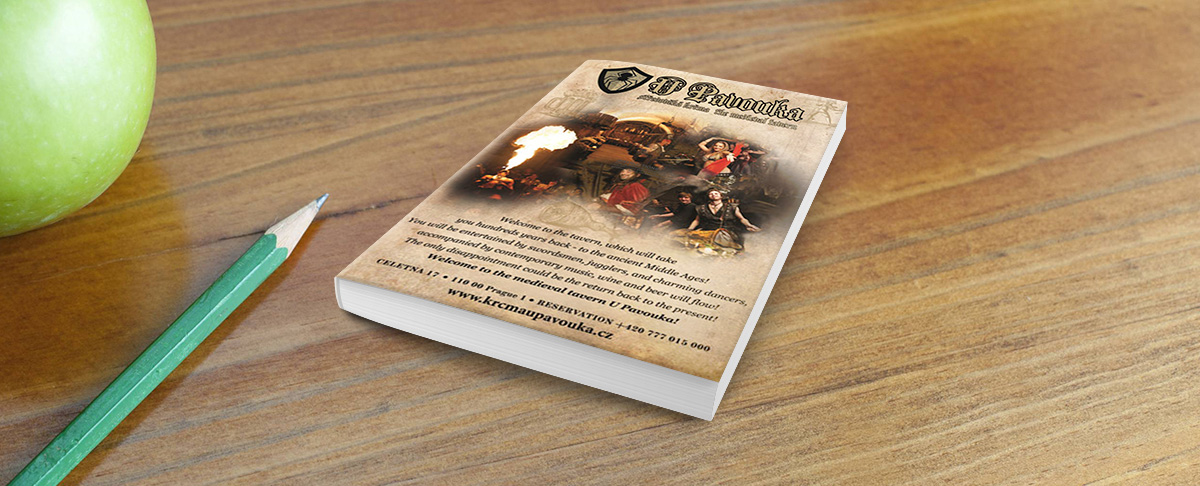 U Pavouka
Středověká krčma The medieval tavern
Welcome to the tavern, which will take
you hundreds years back - to the ancient Middle Ages!
You will be entertained by swordsmen, jugglers, and charming dancers,
accompanied by contemporary music, wine and beer will flow!
The only disappointment could be the return back to the present!
Welcome to the medieval tavern U Pavouka!
CELETNA 17 • 110 00 Prague 1 • RESERVATION +420 777 015 000
www.krcmaupavouka.cz